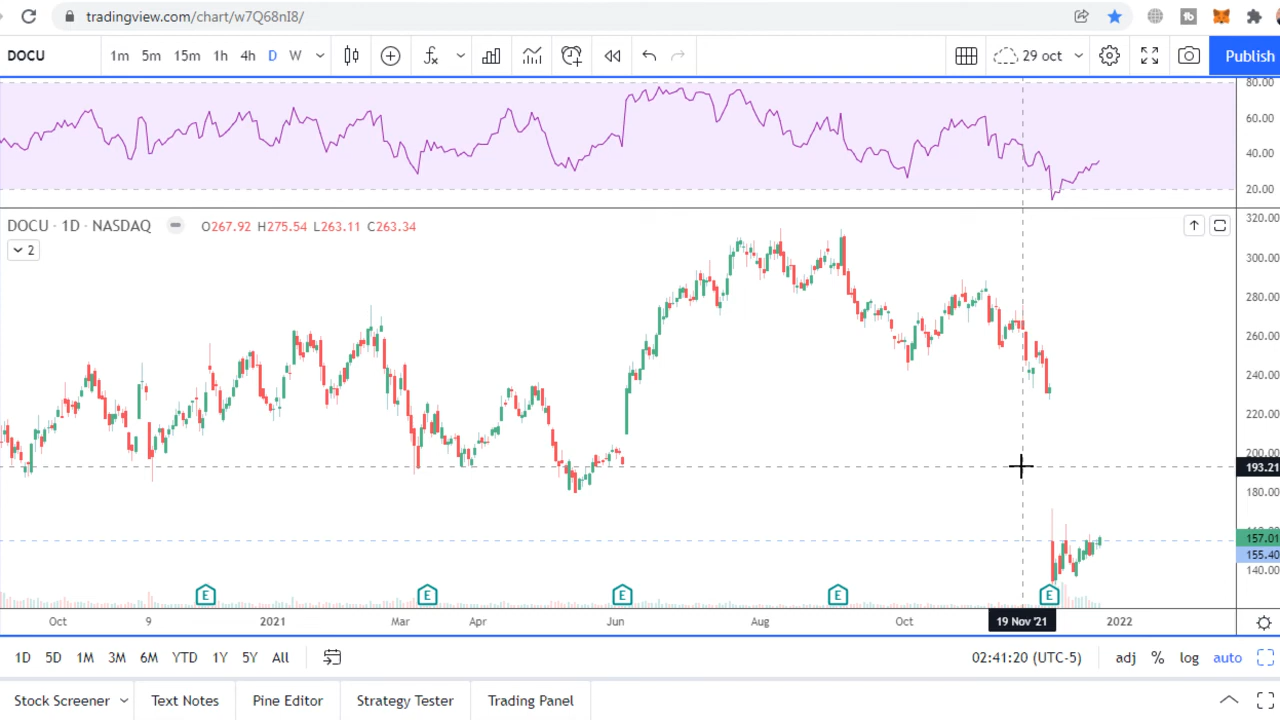 tradingview.com/chart/w7Q68nI8/
DOCU 1m 5m 15m 1h 4h D W 29 oct Publish
80.00
60.00
40.00
20.00
DOCU · 1D · NASDAQ O267.92 H275.54 L263.11 C263.34
2
320.00
300.00
280.00
260.00
240.00
220.00
200.00
193.21
180.00
157.01
155.40
140.00
E E E E E
Oct 9 2021 Mar Apr Jun Aug Oct 19 Nov '21 2022
1D 5D 1M 3M 6M YTD 1Y 5Y All 02:41:20 (UTC-5) adj % log auto
Stock Screener Text Notes Pine Editor Strategy Tester Trading Panel